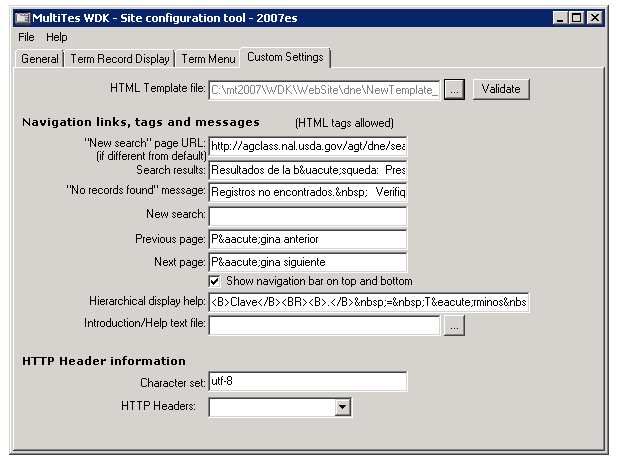 MultiTes WDK - Site configuration tool - 2007es
File Help
General Term Record Display Term Menu Custom Settings
HTML Template file: C:\mt2007\WDK\WebSite\dne\NewTemplate_ ... Validate
Navigation links, tags and messages (HTML tags allowed)
"New search" page URL: http://agclass.nal.usda.gov/agt/dne/sea
(if different from default)
Search results: Resultados de la b&uacute;squeda: Pres
"No records found" message: Registros no encontrados.&nbsp; Verifiq
New search:
Previous page: P&aacute;gina anterior
Next page: P&aacute;gina siguiente
Show navigation bar on top and bottom
Hierarchical display help: <B>Clave</B><BR><B>.</B>&nbsp;=&nbsp;T&eacute;rminos&nbs
Introduction/Help text file: ...
HTTP Header information
Character set: utf-8
HTTP Headers: